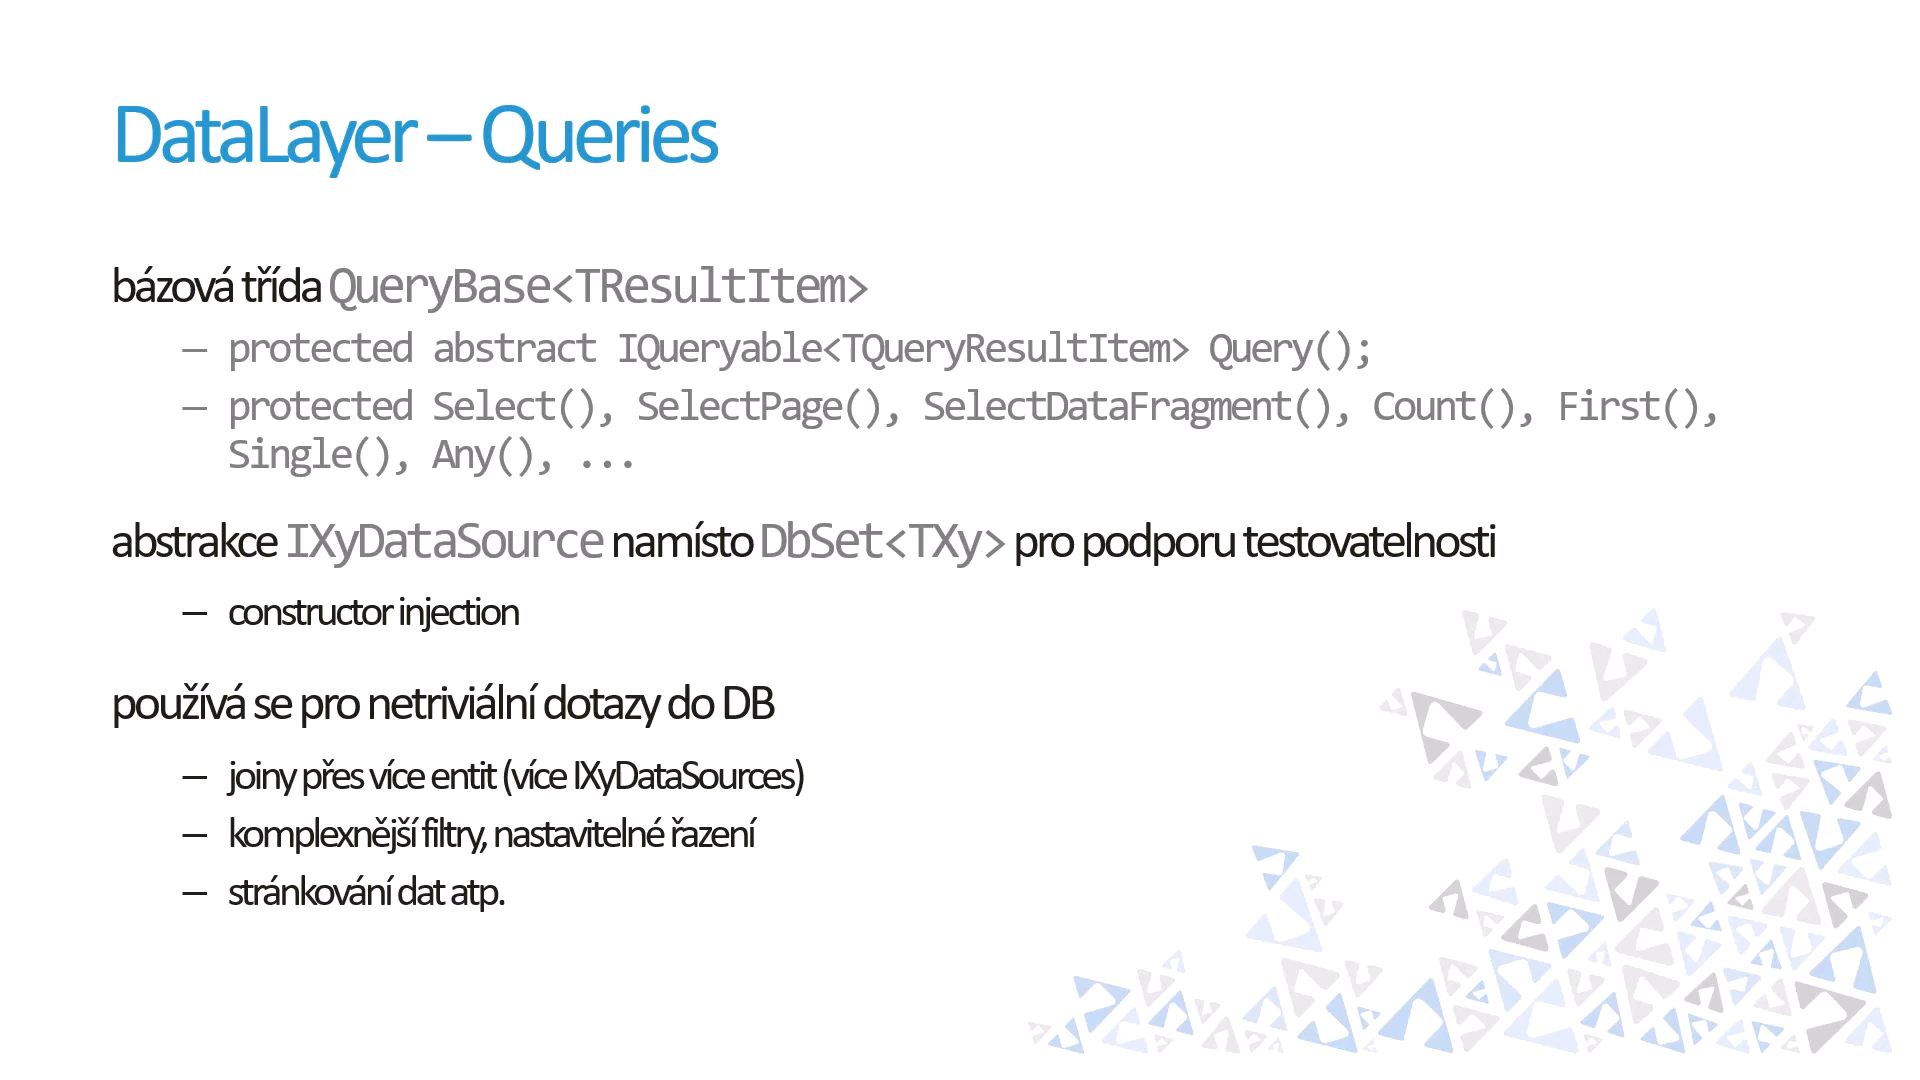 DataLayer – Queries
bázová třída QueryBase<TResultItem>
– protected abstract IQueryable<TQueryResultItem> Query();
– protected Select(), SelectPage(), SelectDataFragment(), Count(), First(),
Single(), Any(), ...
abstrakce IXyDataSource namísto DbSet<TXy> pro podporu testovatelnosti
– constructor injection
používá se pro netriviální dotazy do DB
– joiny přes více entit (více IXyDataSources)
– komplexnější filtry, nastavitelné řazení
– stránkování dat atp.